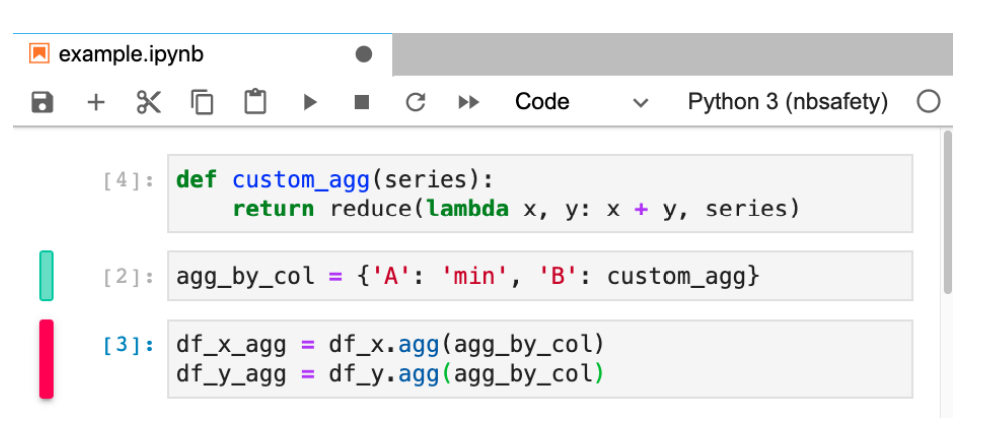 example.ipynb
Code Python 3 (nbsafety)
[4]: def custom_agg(series):
    return reduce(lambda x, y: x + y, series)
[2]: agg_by_col = {'A': 'min', 'B': custom_agg}
[3]: df_x_agg = df_x.agg(agg_by_col)
df_y_agg = df_y.agg(agg_by_col)